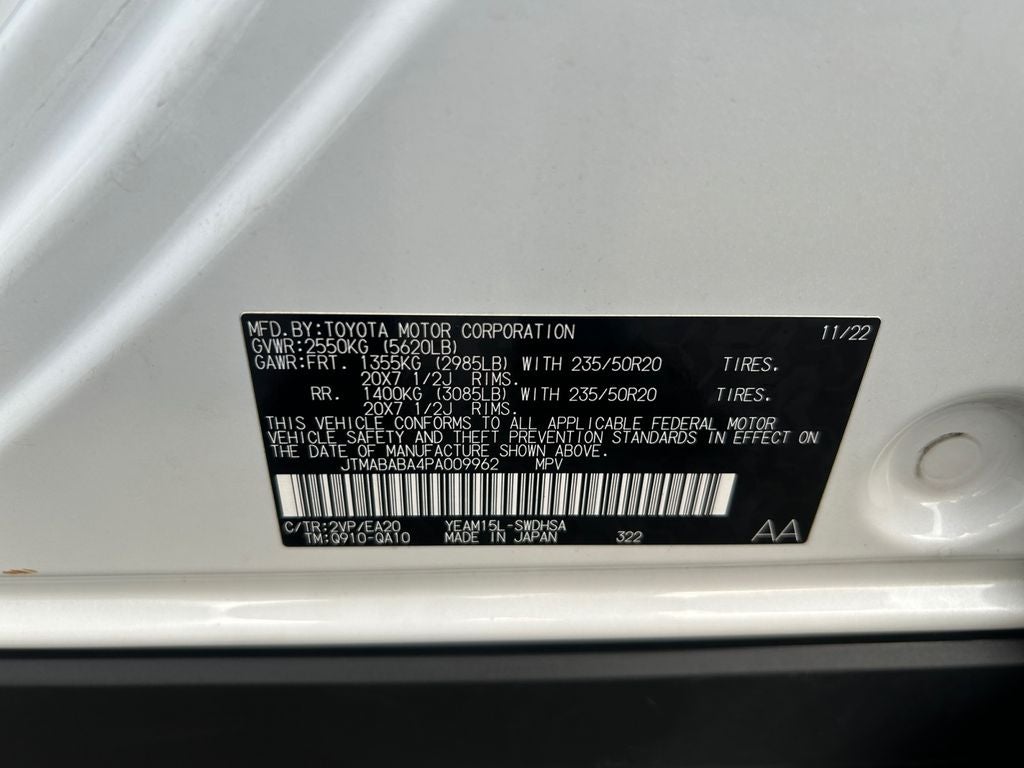 MFD.BY:TOYOTA MOTOR CORPORATION 11/22
GVWR:2550KG (5620LB)
GAWR:FRT. 1355KG (2985LB) WITH 235/50R20 TIRES.
20X7 1/2J RIMS.
RR. 1400KG (3085LB) WITH 235/50R20 TIRES.
20X7 1/2J RIMS.
THIS VEHICLE CONFORMS TO ALL APPLICABLE FEDERAL MOTOR
VEHICLE SAFETY AND THEFT PREVENTION STANDARDS IN EFFECT ON
THE DATE OF MANUFACTURE SHOWN ABOVE.
JTMABABA4PA009962 MPV
C/TR:2VP/EA20 YEAM15L-SWDHSA
TM:Q910-QA10 MADE IN JAPAN 322 AA